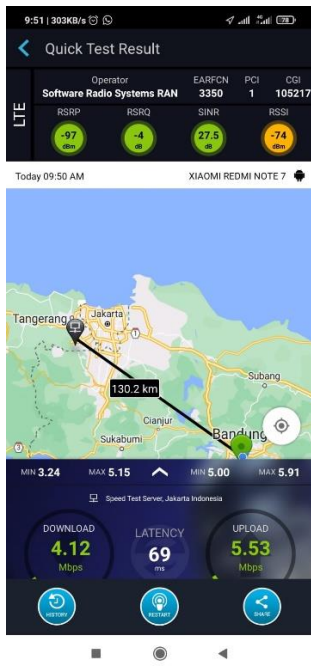 9:51 | 303KB/s 4G 78
Quick Test Result
LTE
Operator EARFCN PCI CGI
Software Radio Systems RAN 3350 1 105217
RSRP RSRQ SINR RSSI
-97 -4 27.5 -74
dBm dB dB dBm
Today 09:50 AM XIAOMI REDMI NOTE 7
Jakarta
Tangerang
1
130.2 km
Subang
Cianjur
Bandung
Sukabumi
3
MIN 3.24 MAX 5.15 MIN 5.00 MAX 5.91
Speed Test Server, Jakarta Indonesia
DOWNLOAD LATENCY UPLOAD
4.12 69 5.53
Mbps ms Mbps
HISTORY RESTART SHARE